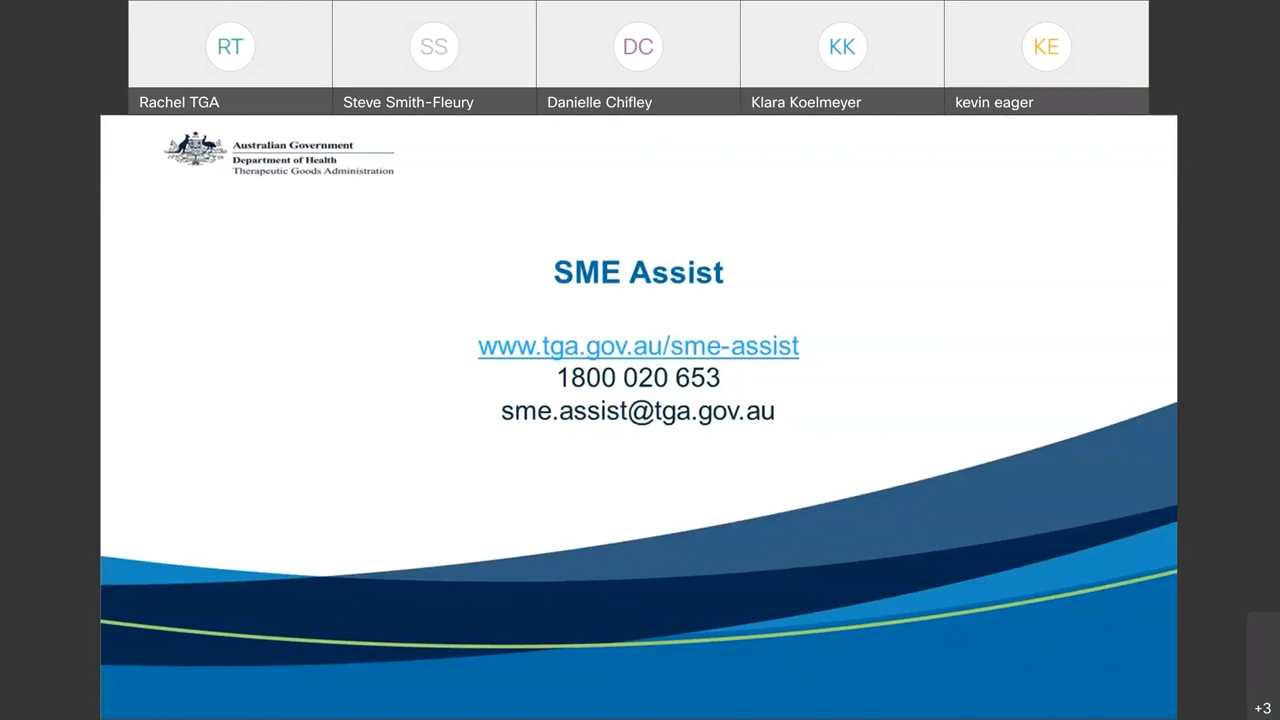 RT
SS
DC
KK
KE
Rachel TGA
Steve Smith-Fleury
Danielle Chifley
Klara Koelmeyer
kevin eager
Australian Government
Department of Health
Therapeutic Goods Administration
SME Assist
www.tga.gov.au/sme-assist
1800 020 653
sme.assist@tga.gov.au
+3